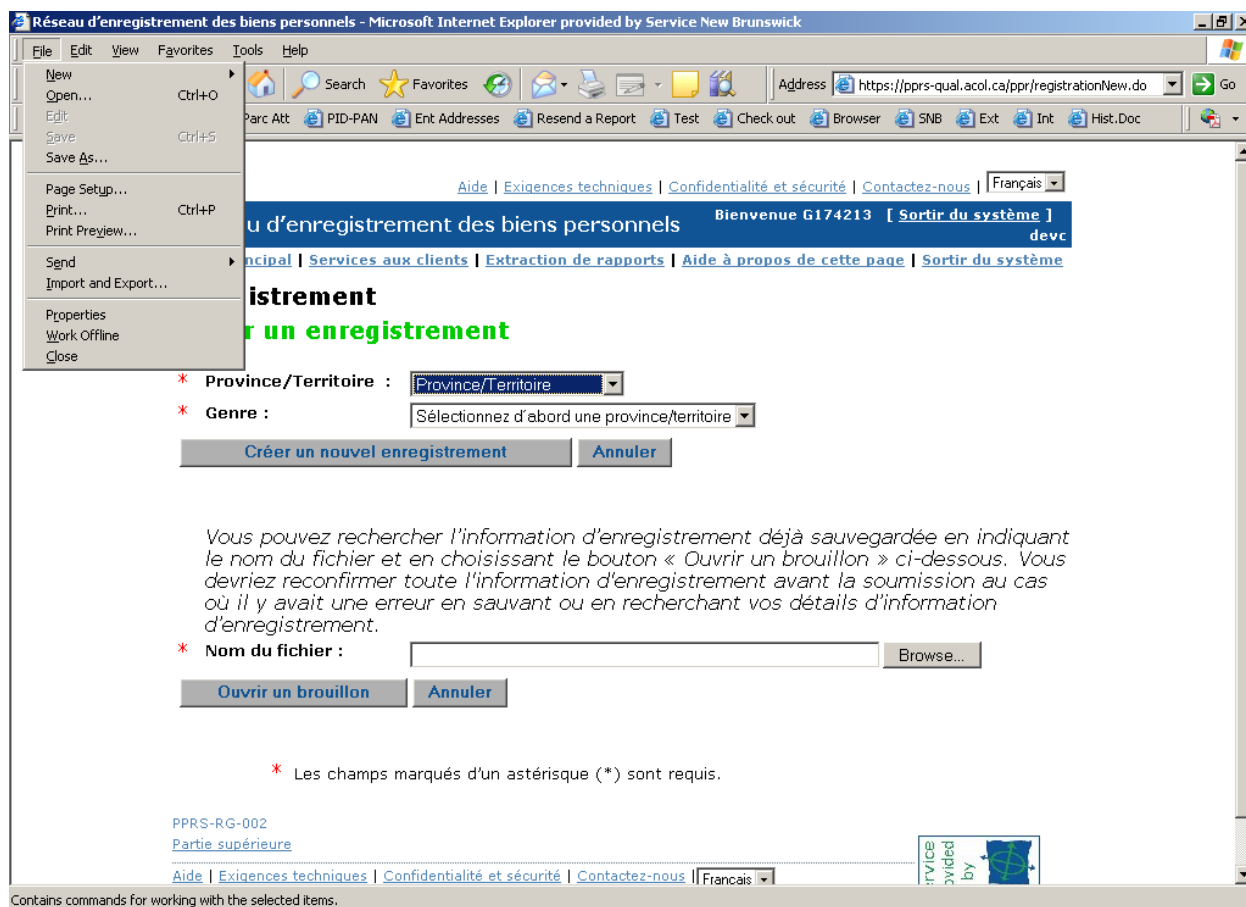 Réseau d'enregistrement des biens personnels - Microsoft Internet Explorer provided by Service New Brunswick
File Edit View Favorites Tools Help
New
Open... Ctrl+O
Edit
Save Ctrl+S
Save As...
Page Setup...
Print... Ctrl+P
Print Preview...
Send
Import and Export...
Properties
Work Offline
Close
Search Favorites Address https://pprs-qual.acol.ca/ppr/registrationNew.do Go
Parc Att PID-PAN Ent Addresses Resend a Report Test Check out Browser SNB Ext Int Hist.Doc
Aide | Exigences techniques | Confidentialité et sécurité | Contactez-nous | Français
u d'enregistrement des biens personnels Bienvenue G174213 [ Sortir du système ]
devc
ncipal | Services aux clients | Extraction de rapports | Aide à propos de cette page | Sortir du système
istrement
r un enregistrement
* Province/Territoire : Province/Territoire
* Genre : Sélectionnez d´abord une province/territoire
Créer un nouvel enregistrement Annuler
Vous pouvez rechercher l'information d'enregistrement déjà sauvegardée en indiquant
le nom du fichier et en choisissant le bouton « Ouvrir un brouillon » ci-dessous. Vous
devriez reconfirmer toute l'information d'enregistrement avant la soumission au cas
où il y avait une erreur en sauvant ou en recherchant vos détails d'information
d'enregistrement.
* Nom du fichier : Browse...
Ouvrir un brouillon Annuler
* Les champs marqués d'un astérisque (*) sont requis.
PPRS-RG-002
Partie supérieure
Aide | Exigences techniques | Confidentialité et sécurité | Contactez-nous | Français
ervice
ovided
by
Contains commands for working with the selected items.